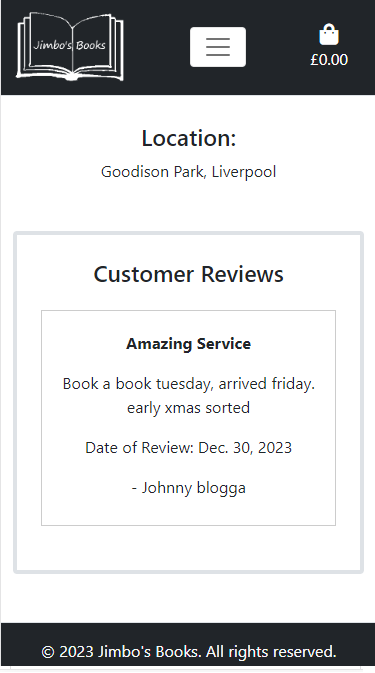 Jimbo's Books
£0.00
Location:
Goodison Park, Liverpool
Customer Reviews
Amazing Service
Book a book tuesday, arrived friday.
early xmas sorted
Date of Review: Dec. 30, 2023
- Johnny blogga
© 2023 Jimbo's Books. All rights reserved.